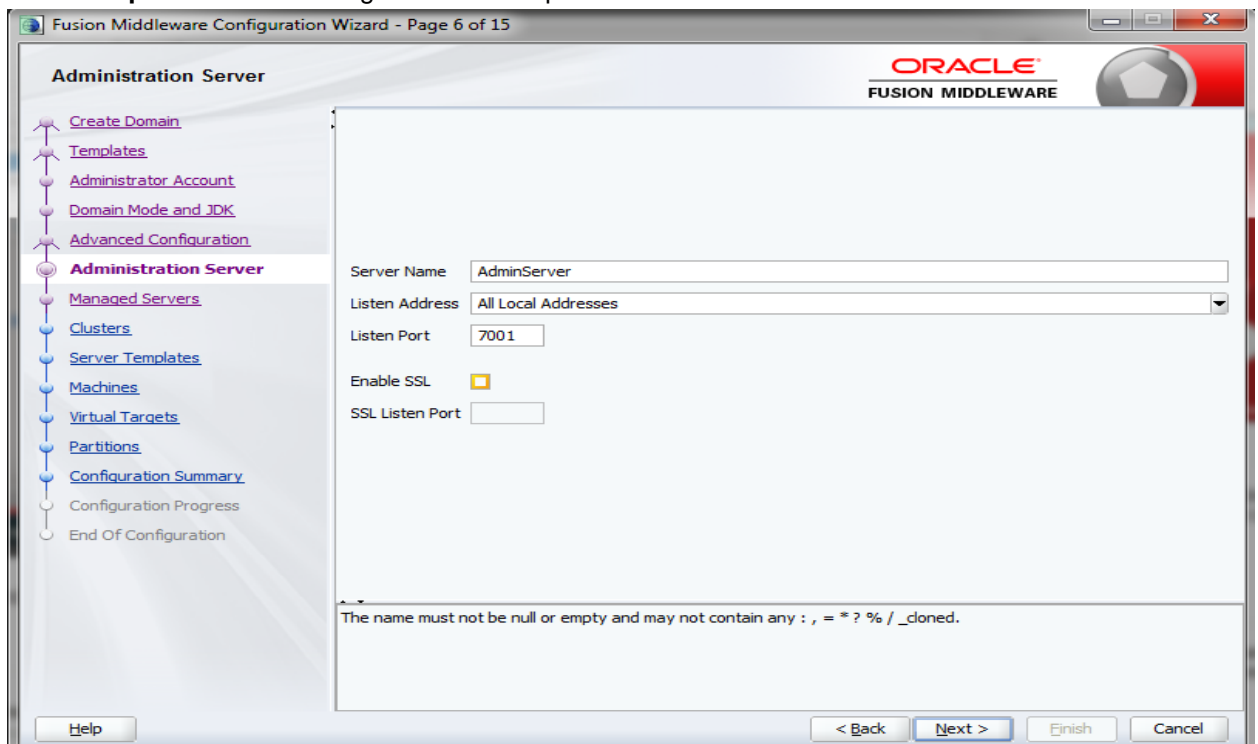 Fusion Middleware Configuration Wizard - Page 6 of 15
Administration Server
ORACLE
FUSION MIDDLEWARE
Create Domain
Templates
Administrator Account
Domain Mode and JDK
Advanced Configuration
Administration Server
Managed Servers
Clusters
Server Templates
Machines
Virtual Targets
Partitions
Configuration Summary
Configuration Progress
End Of Configuration
Server Name AdminServer
Listen Address All Local Addresses
Listen Port 7001
Enable SSL
SSL Listen Port
The name must not be null or empty and may not contain any : , = * ? % / _cloned.
Help
< Back Next > Finish Cancel